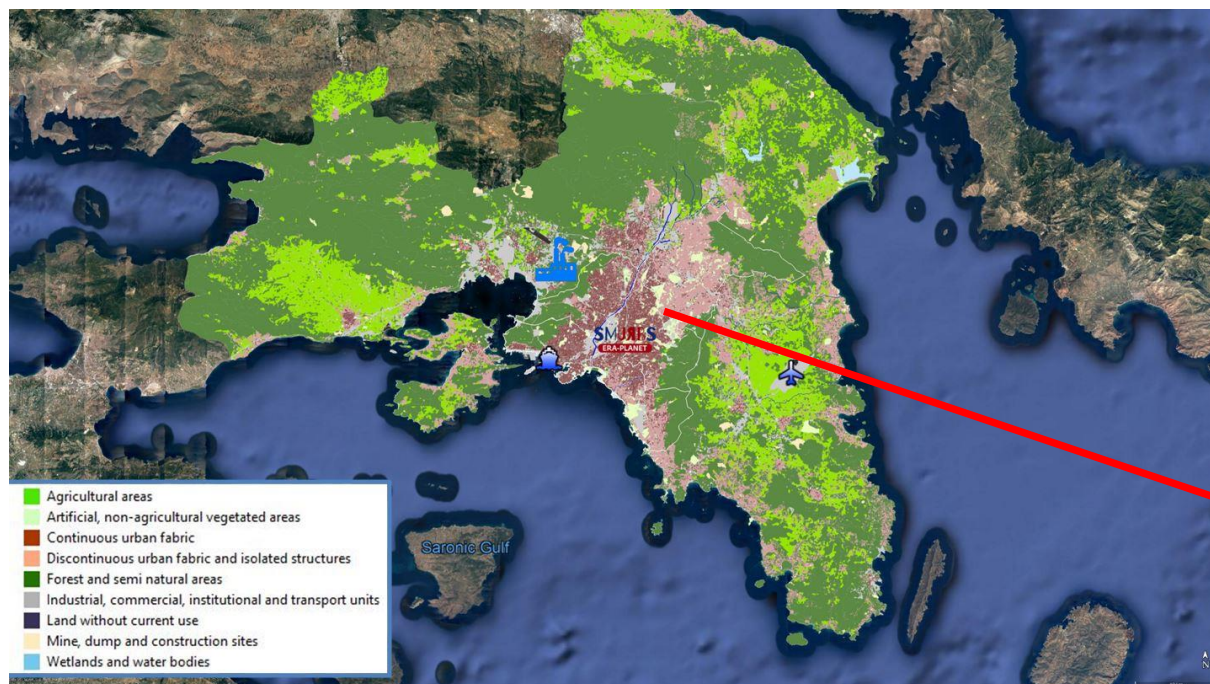 SMURBS
ERA-PLANET
Agricultural areas
Artificial, non-agricultural vegetated areas
Continuous urban fabric
Discontinuous urban fabric and isolated structures
Forest and semi natural areas
Industrial, commercial, institutional and transport units
Land without current use
Mine, dump and construction sites
Wetlands and water bodies
Saronic Gulf